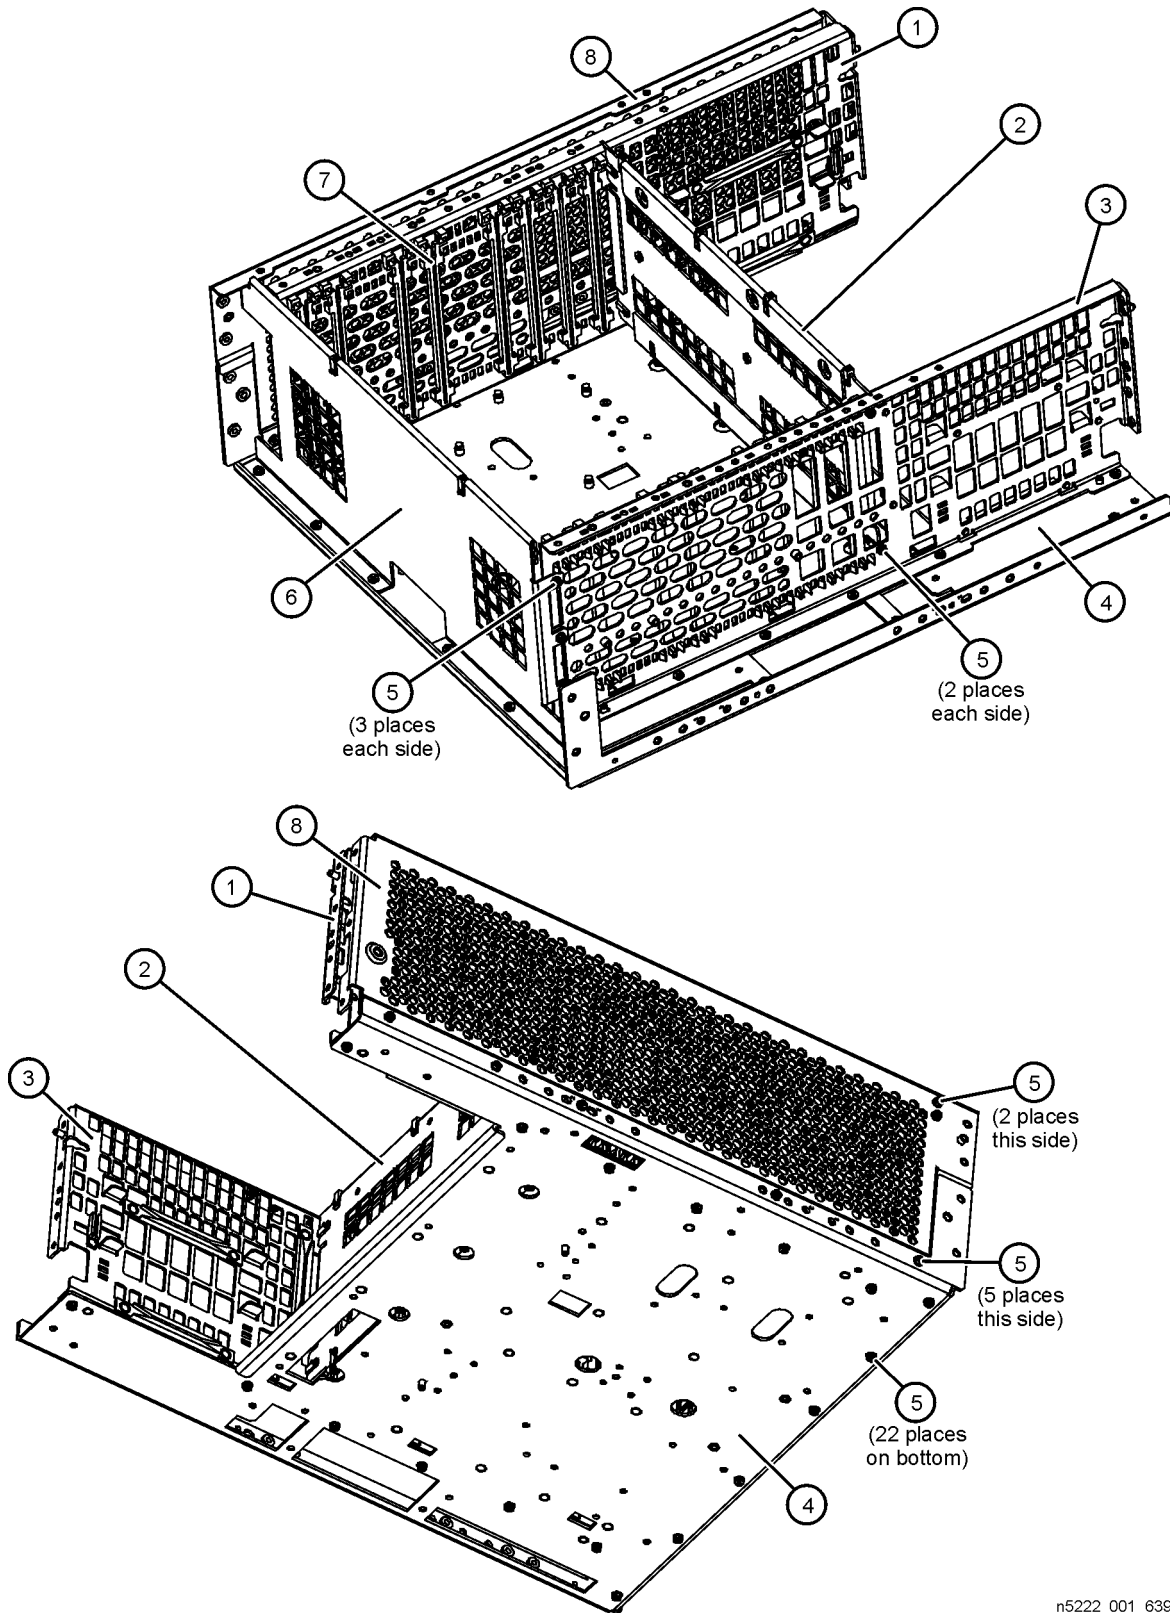 1
8
2
7
3
6
4
5
(3 places
each side)
5
(2 places
each side)
8
1
2
3
5
(2 places
this side)
5
(5 places
this side)
5
(22 places
on bottom)
4
n5222_001_639